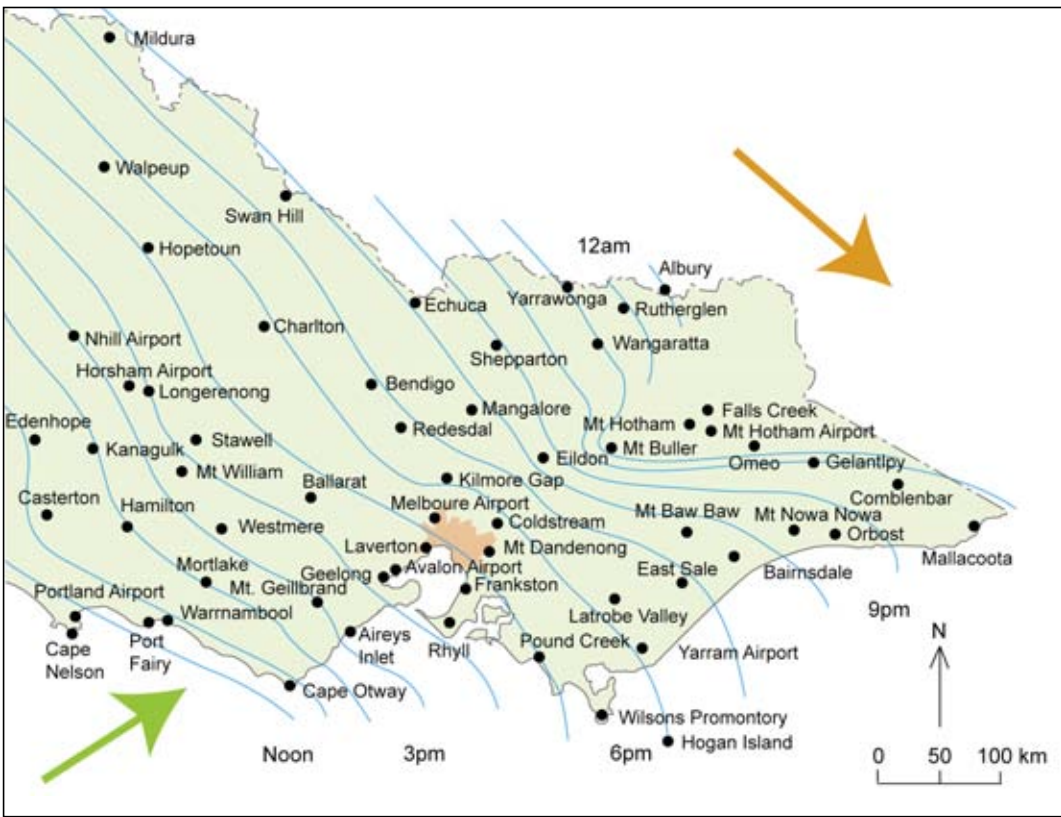 Mildura
Walpeup
Swan Hill
Hopetoun
12am
Albury
Echuca
Yarrawonga
Rutherglen
Charlton
Nhill Airport
Shepparton
Wangaratta
Horsham Airport
Longerenong
Bendigo
Mangalore
Mt Hotham
Falls Creek
Edenhope
Redesdal
Mt Hotham Airport
Kanagulk
Stawell
Eildon
Mt Buller
Omeo
Gelantlpy
Mt William
Casterton
Hamilton
Ballarat
Kilmore Gap
Comblenbar
Melboure Airport
Mt Baw Baw
Mt Nowa Nowa
Westmere
Coldstream
Orbost
Laverton
Mt Dandenong
Mallacoota
Mortlake
Geelong
Avalon Airport
East Sale
Bairnsdale
Portland Airport
Mt. Geillbrand
Frankston
Warrnambool
Latrobe Valley
9pm
Cape
Nelson
Port
Fairy
Aireys
Inlet
Rhyll
Pound Creek
Yarram Airport
N
Cape Otway
Wilsons Promontory
Hogan Island
Noon
3pm
6pm
0 50 100 km